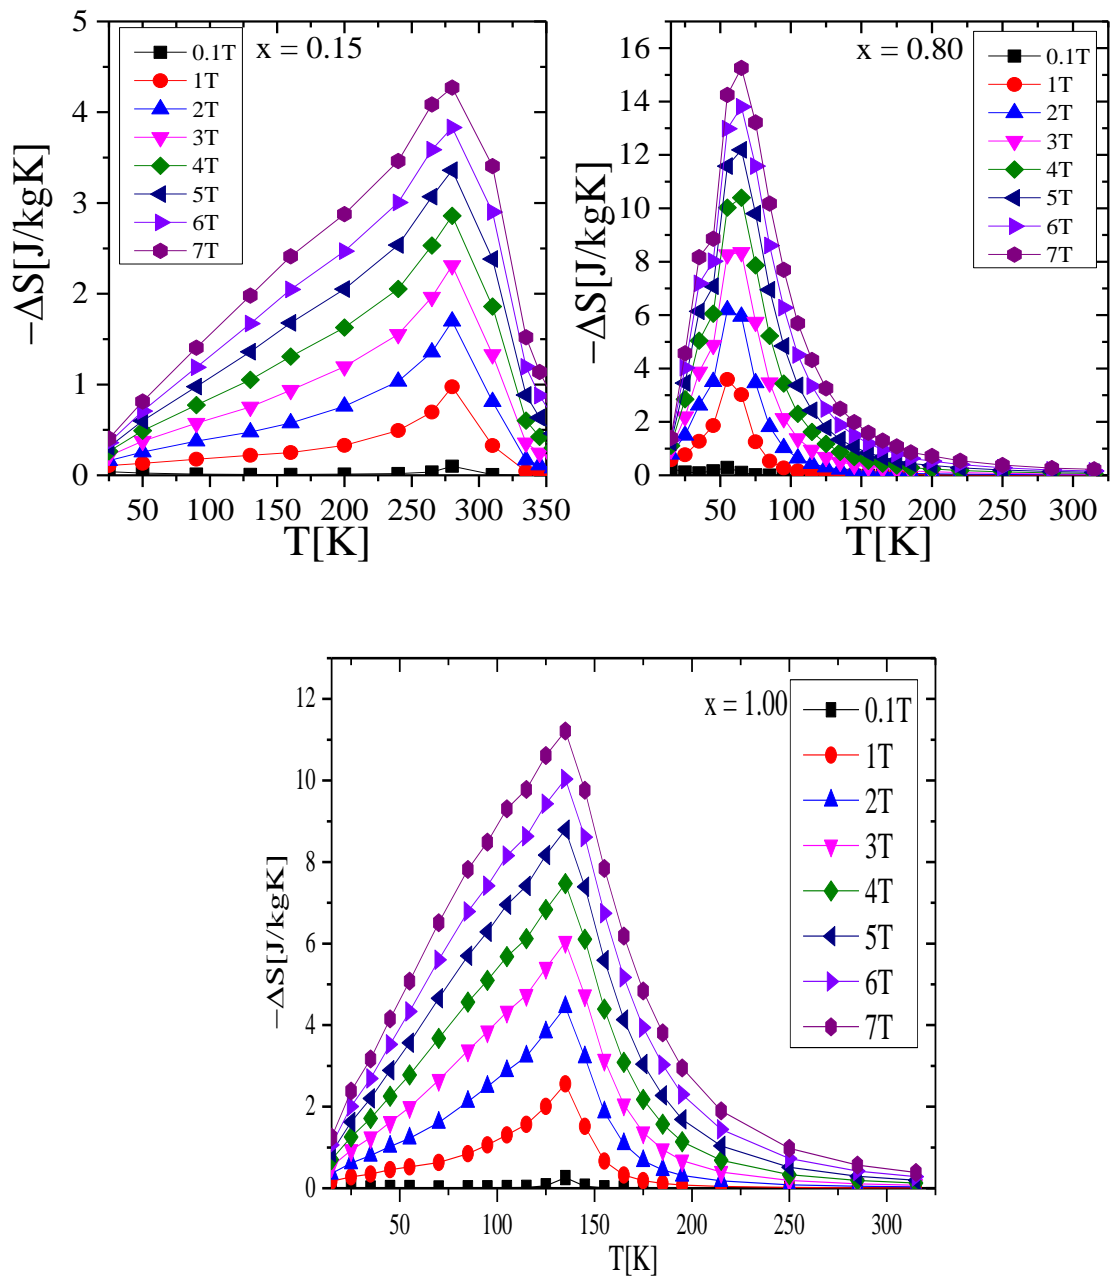 x = 0.15
0.1T
1T
2T
3T
4T
5T
6T
7T
5
4
3
2
1
0
−ΔS[J/kgK]
50
100
150
200
250
300
350
T[K]
x = 0.80
0.1T
1T
2T
3T
4T
5T
6T
7T
16
14
12
10
8
6
4
2
0
−ΔS[J/kgK]
50
100
150
200
250
300
T[K]
x = 1.00
0.1T
1T
2T
3T
4T
5T
6T
7T
12
10
8
6
4
2
0
−ΔS[J/kgK]
50
100
150
200
250
300
T[K]